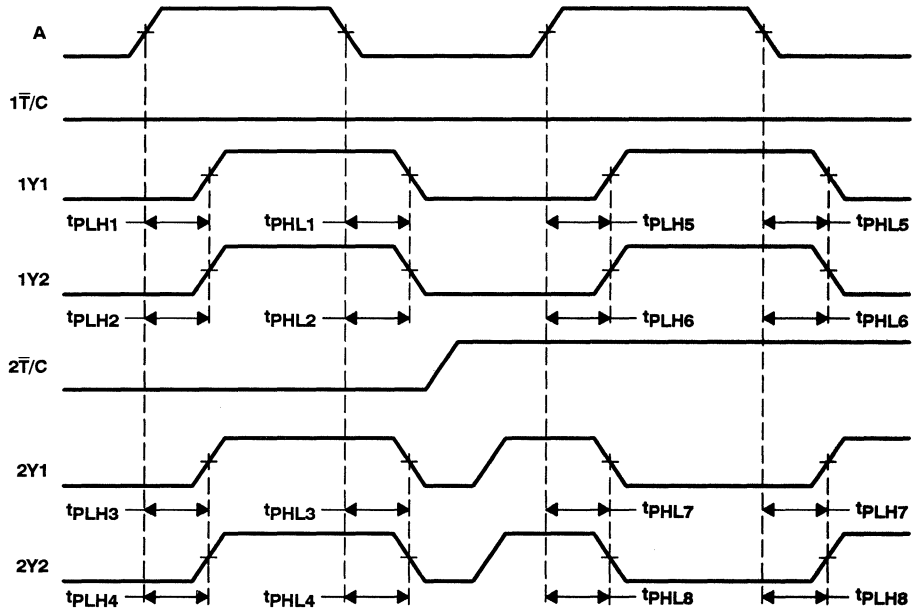 A
1T̿/C
1Y1
tPLH1 tPHL1 tPLH5 tPHL5
1Y2
tPLH2 tPHL2 tPLH6 tPHL6
2T̿/C
2Y1
tPLH3 tPHL3 tPHL7 tPLH7
2Y2
tPLH4 tPHL4 tPHL8 tPLH8